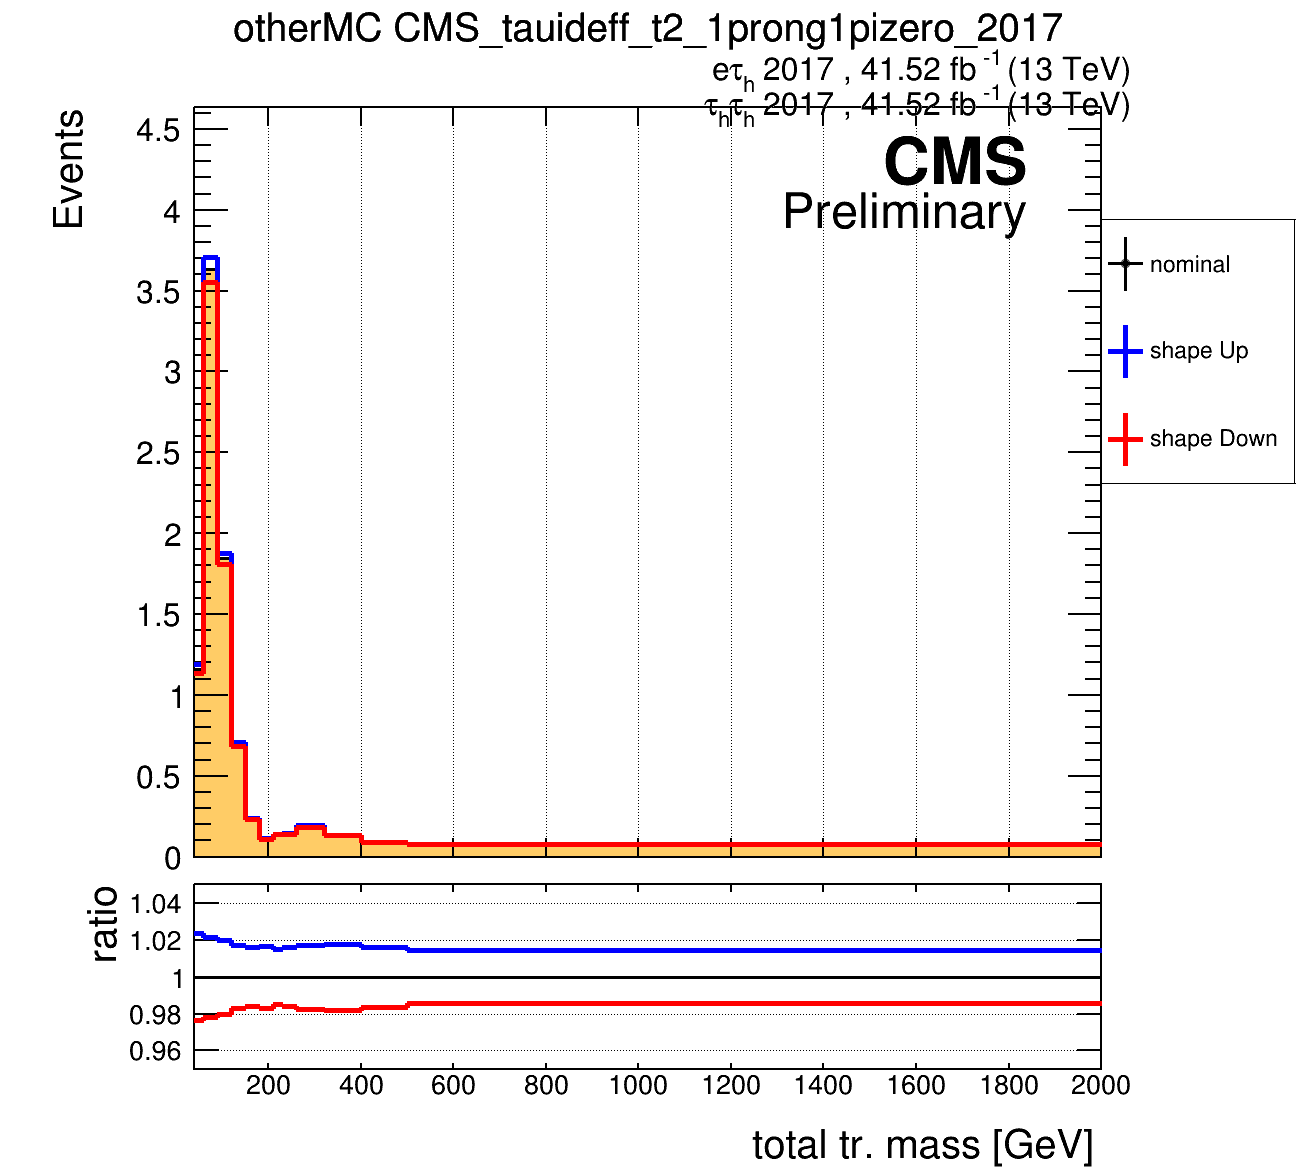 otherMC CMS_tauideff_t2_1prong1pizero_2017
eτh 2017 , 41.52 fb-1 (13 TeV)
τhτh 2017 , 41.52 fb-1 (13 TeV)
CMS
Preliminary
Events
4.5
4
3.5
3
2.5
2
1.5
1
0.5
0
nominal
shape Up
shape Down
ratio
1.04
1.02
1
0.98
0.96
200 400 600 800 1000 1200 1400 1600 1800 2000
total tr. mass [GeV]